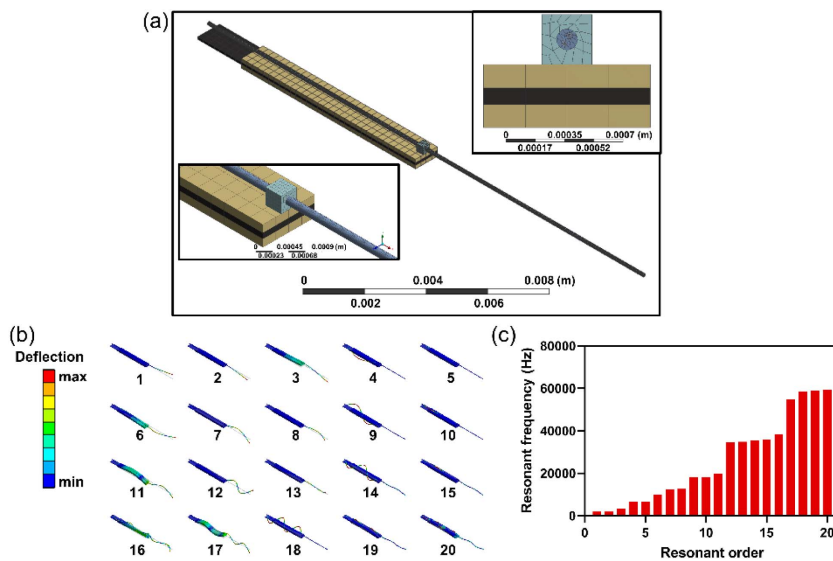 (a)
0 0.00035 0.0007 (m)
0.00017 0.00052
0 0.00045 0.0009 (m)
0.00023 0.00068
0 0.004 0.008 (m)
0.002 0.006
(b)
Deflection
max
min
1 2 3 4 5
6 7 8 9 10
11 12 13 14 15
16 17 18 19 20
(c)
Resonant frequency (Hz)
80000
60000
40000
20000
0
0 5 10 15 20
Resonant order